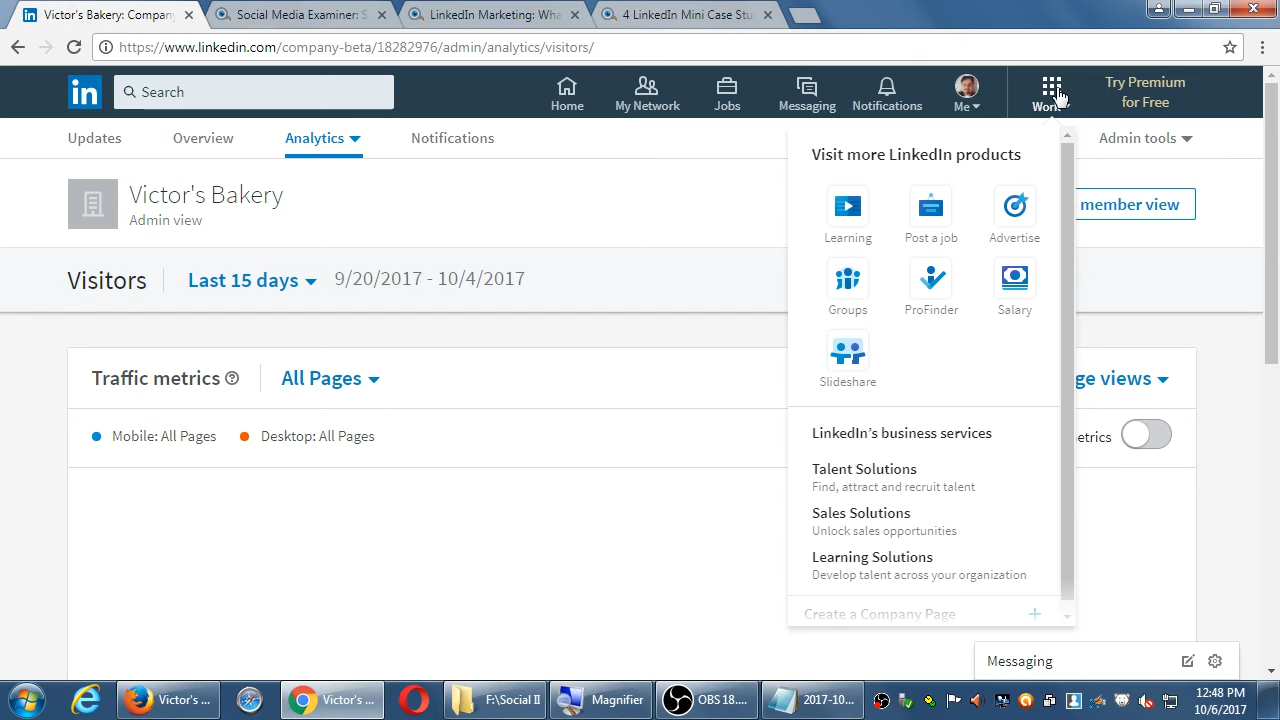 Victor's Bakery: Company
Social Media Examiner: S
LinkedIn Marketing: Wha
4 LinkedIn Mini Case Stu
https://www.linkedin.com/company-beta/18282976/admin/analytics/visitors/
in
Search
Home
My Network
Jobs
Messaging
Notifications
Me
Work
Try Premium
for Free
Updates
Overview
Analytics
Notifications
Admin tools
Victor's Bakery
Admin view
member view
Visitors
Last 15 days
9/20/2017 - 10/4/2017
Traffic metrics
All Pages
ge views
Mobile: All Pages
Desktop: All Pages
etrics
Visit more LinkedIn products
Learning
Post a job
Advertise
Groups
ProFinder
Salary
Slideshare
LinkedIn's business services
Talent Solutions
Find, attract and recruit talent
Sales Solutions
Unlock sales opportunities
Learning Solutions
Develop talent across your organization
Create a Company Page +
Messaging
Victor's ...
Victor's ...
F:\Social II
Magnifier
OBS 18....
2017-10...
12:48 PM
10/6/2017